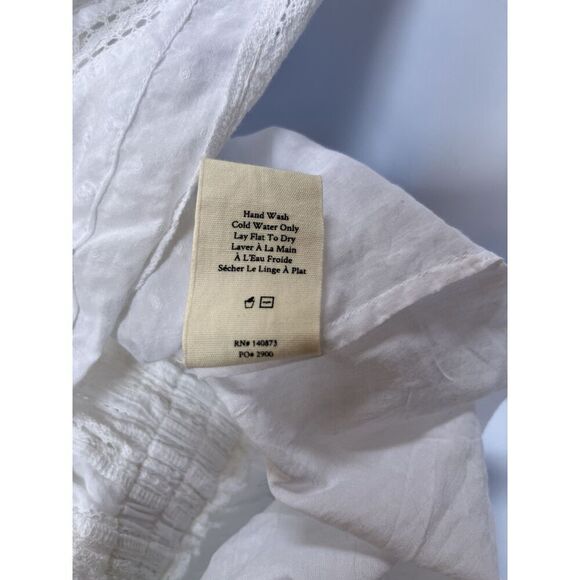 Hand Wash
Cold Water Only
Lay Flat To Dry
Laver À La Main
À L'Eau Froide
Sécher Le Linge À Plat
RN# 140873
PO# 2900